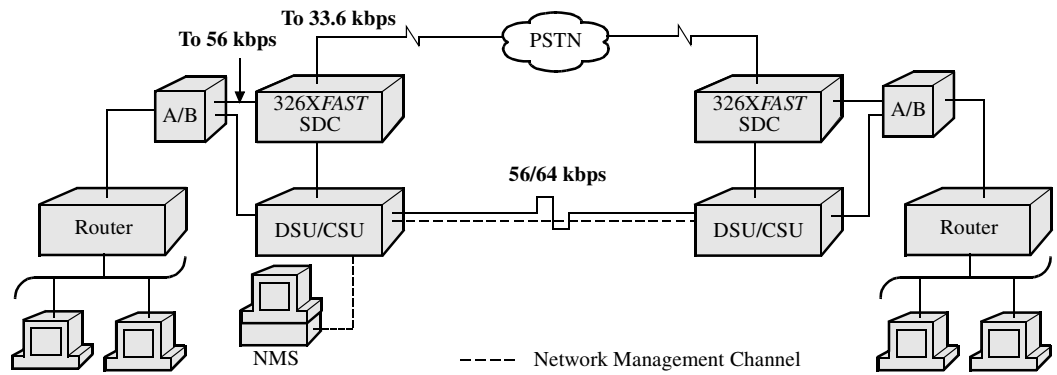 To 33.6 kbps
PSTN
To 56 kbps
A/B
326XFAST
SDC
326XFAST
SDC
A/B
56/64 kbps
Router
DSU/CSU
DSU/CSU
Router
NMS
Network Management Channel